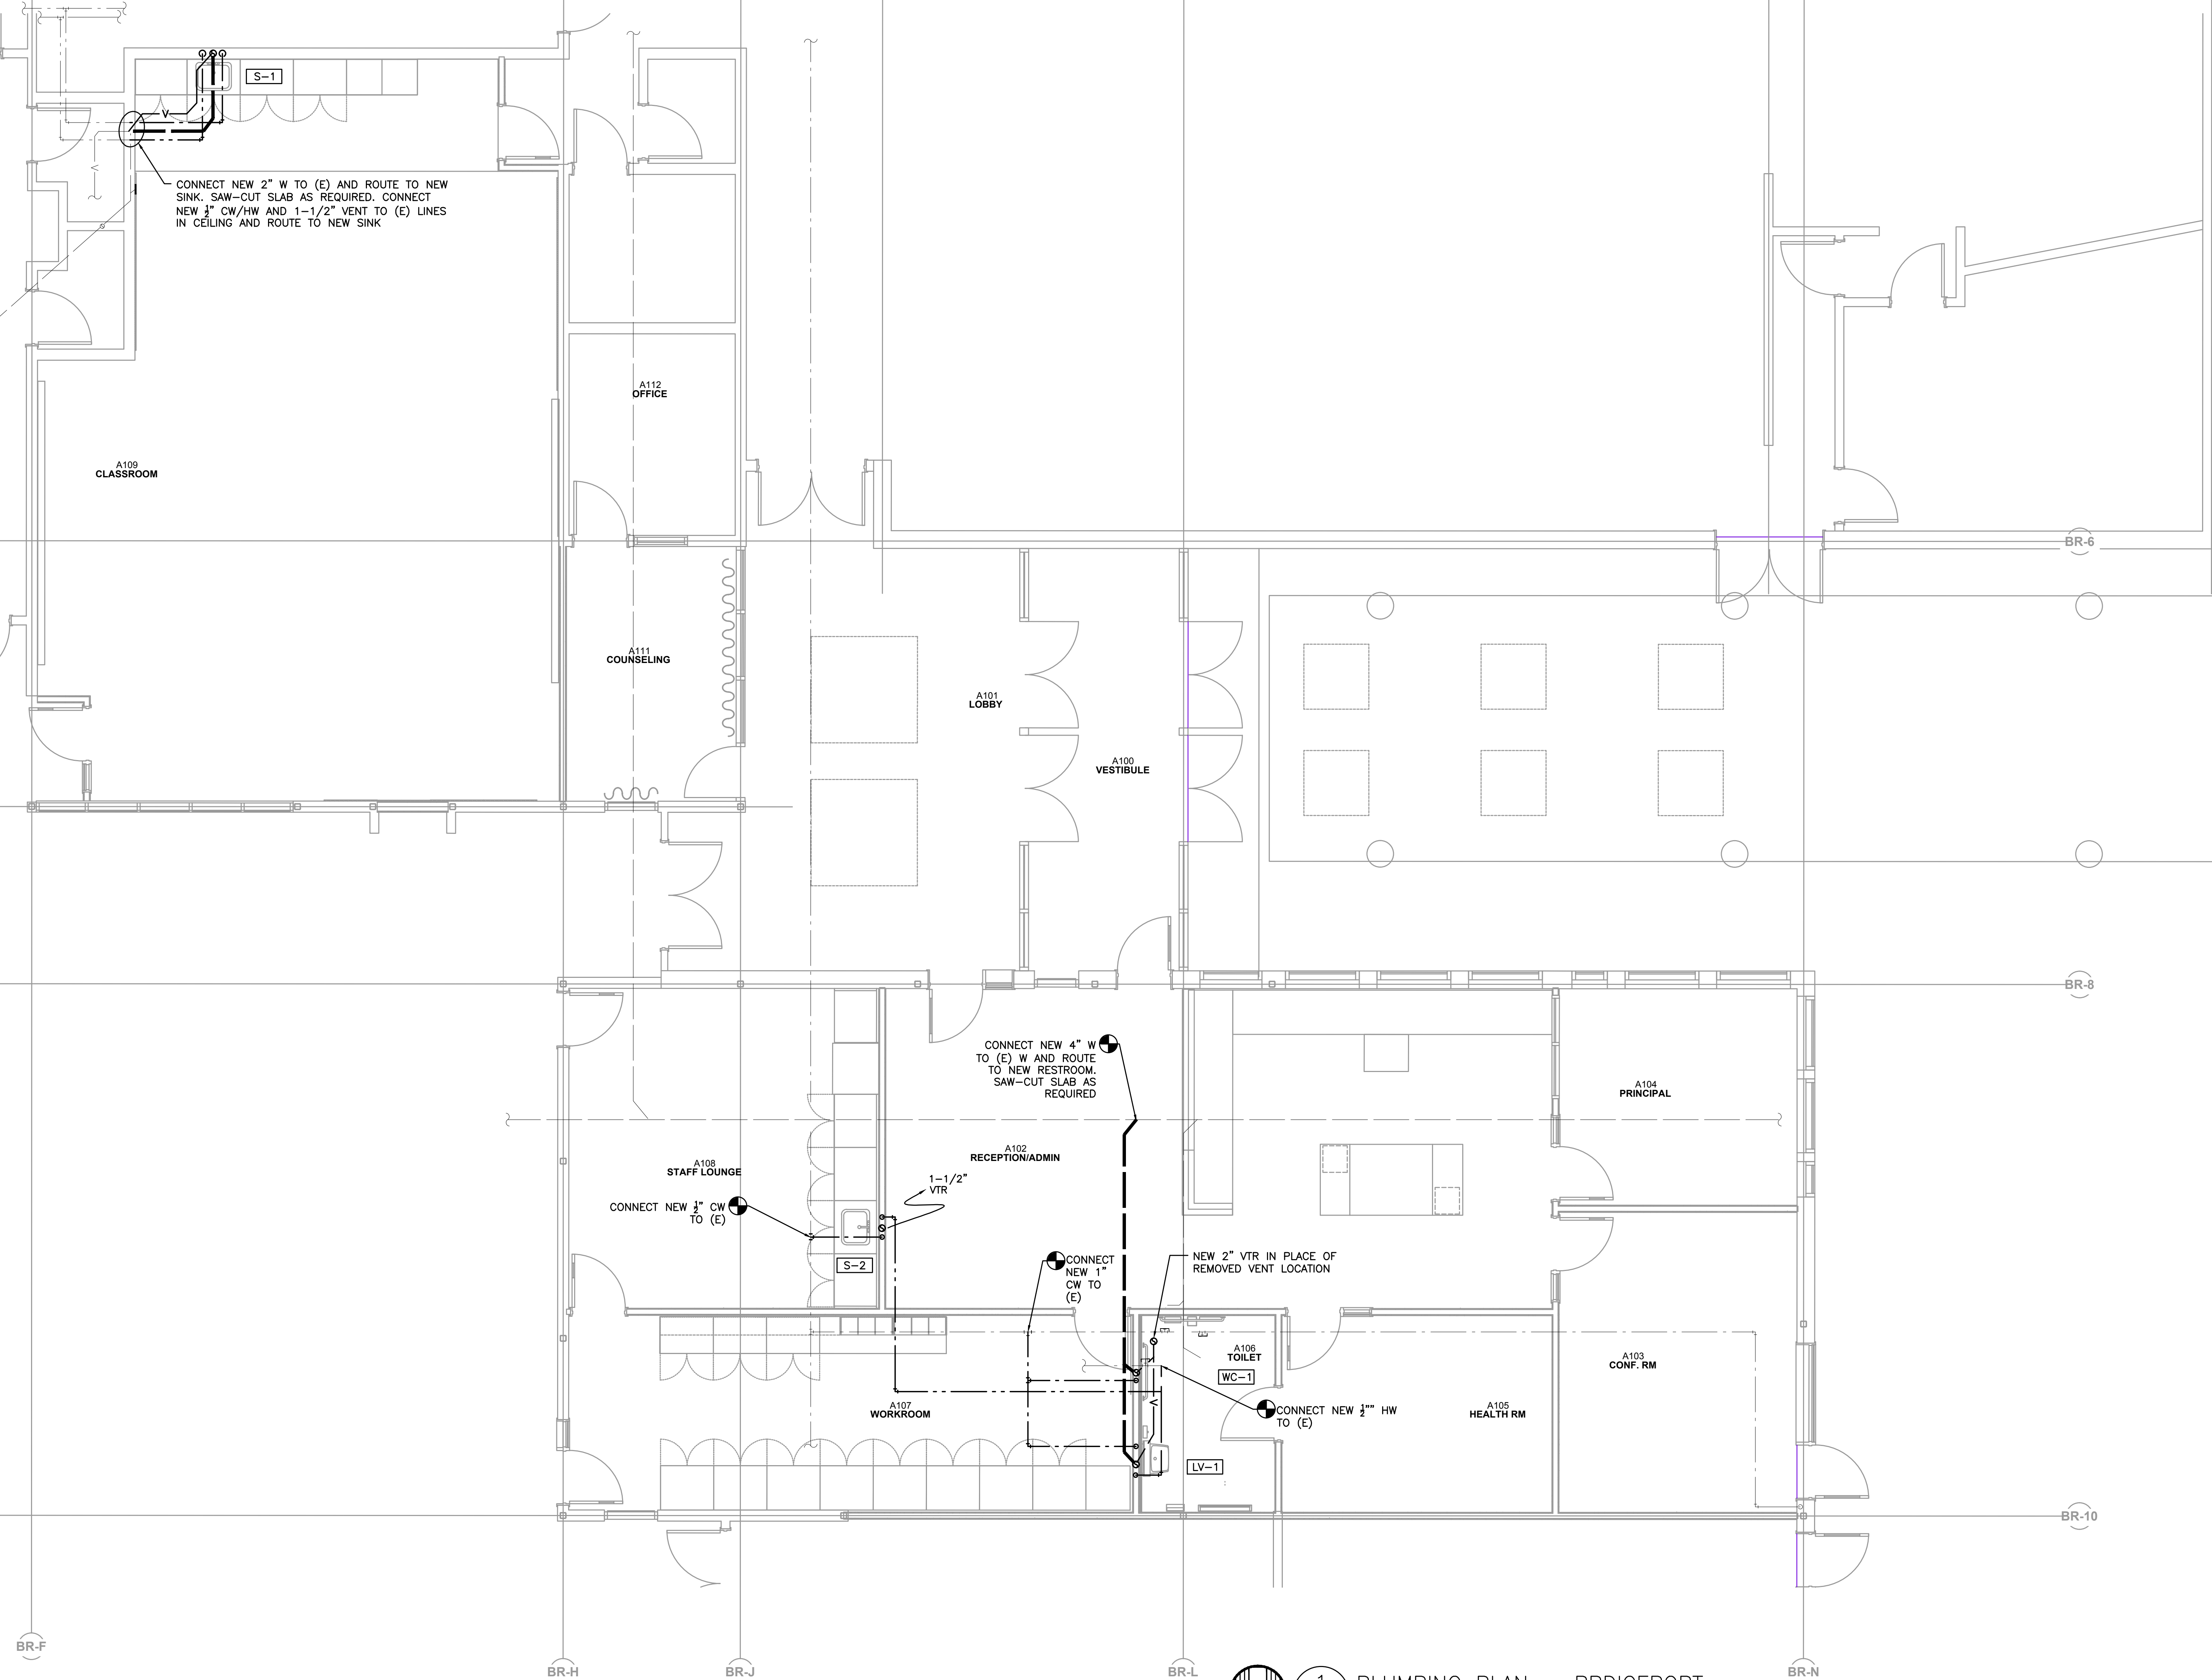 S-1
V
V
CONNECT NEW 2" W TO (E) AND ROUTE TO NEW
SINK. SAW-CUT SLAB AS REQUIRED. CONNECT
NEW ½" CW/HW AND 1-1/2" VENT TO (E) LINES
IN CEILING AND ROUTE TO NEW SINK
A112
OFFICE
A109
CLASSROOM
BR-6
A111
COUNSELING
A101
LOBBY
A100
VESTIBULE
BR-8
CONNECT NEW 4" W
TO (E) W AND ROUTE
TO NEW RESTROOM.
SAW-CUT SLAB AS
REQUIRED
A104
PRINCIPAL
A102
RECEPTION/ADMIN
A108
STAFF LOUNGE
1-1/2"
VTR
CONNECT NEW ½" CW
TO (E)
S-2
CONNECT
NEW 1"
CW TO
(E)
NEW 2" VTR IN PLACE OF
REMOVED VENT LOCATION
A106
TOILET
WC-1
A103
CONF. RM
V
A107
WORKROOM
CONNECT NEW ½"" HW
TO (E)
A105
HEALTH RM
LV-1
BR-10
BR-F
BR-H
BR-J
BR-L
BR-N
1
PLUMBING PLAN - BRDIGEPORT